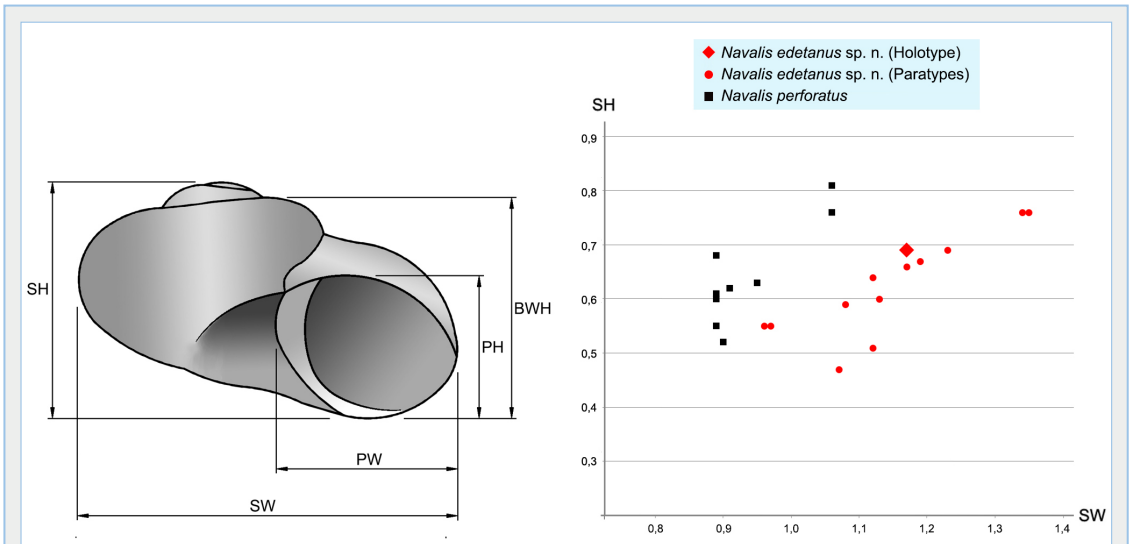 SH
BWH
PH
PW
SW
Navalis edetanus sp. n. (Holotype)
Navalis edetanus sp. n. (Paratypes)
Navalis perforatus
SH
0,9
0,8
0,7
0,6
0,5
0,4
0,3
SW
0,8 0,9 1,0 1,1 1,2 1,3 1,4